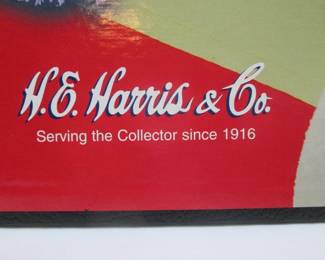 H.E. Harris & Co.
Serving the Collector since 1916